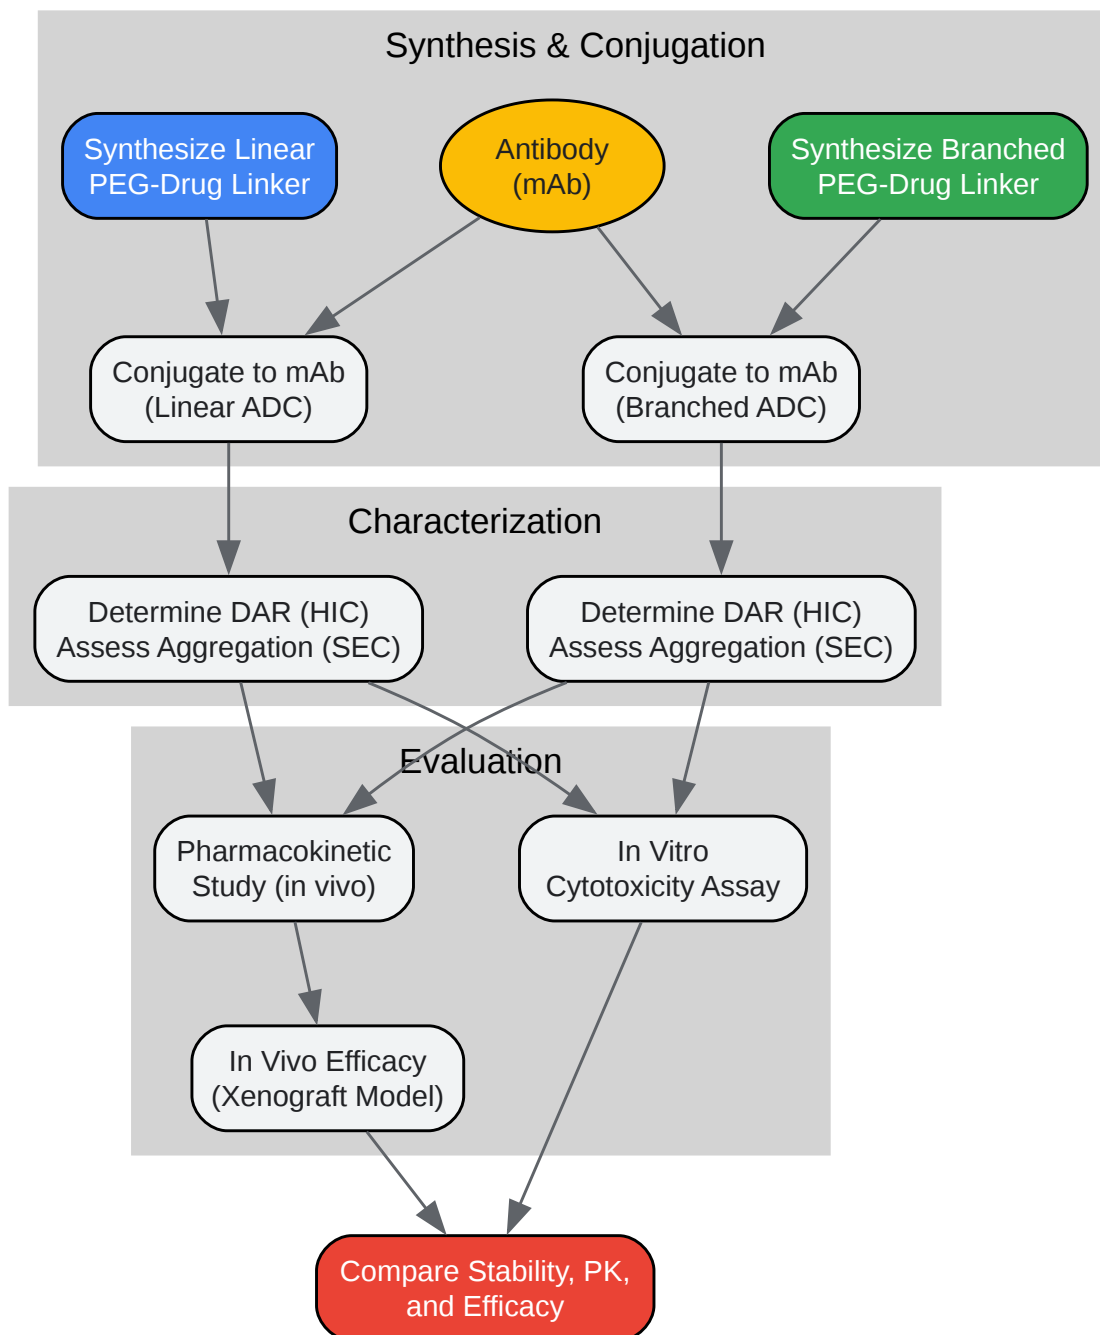 Synthesis & Conjugation
Synthesize Linear
PEG-Drug Linker
Antibody
(mAb)
Synthesize Branched
PEG-Drug Linker
Conjugate to mAb
(Linear ADC)
Conjugate to mAb
(Branched ADC)
Characterization
Determine DAR (HIC)
Assess Aggregation (SEC)
Determine DAR (HIC)
Assess Aggregation (SEC)
Evaluation
Pharmacokinetic
Study (in vivo)
In Vitro
Cytotoxicity Assay
In Vivo Efficacy
(Xenograft Model)
Compare Stability, PK,
and Efficacy